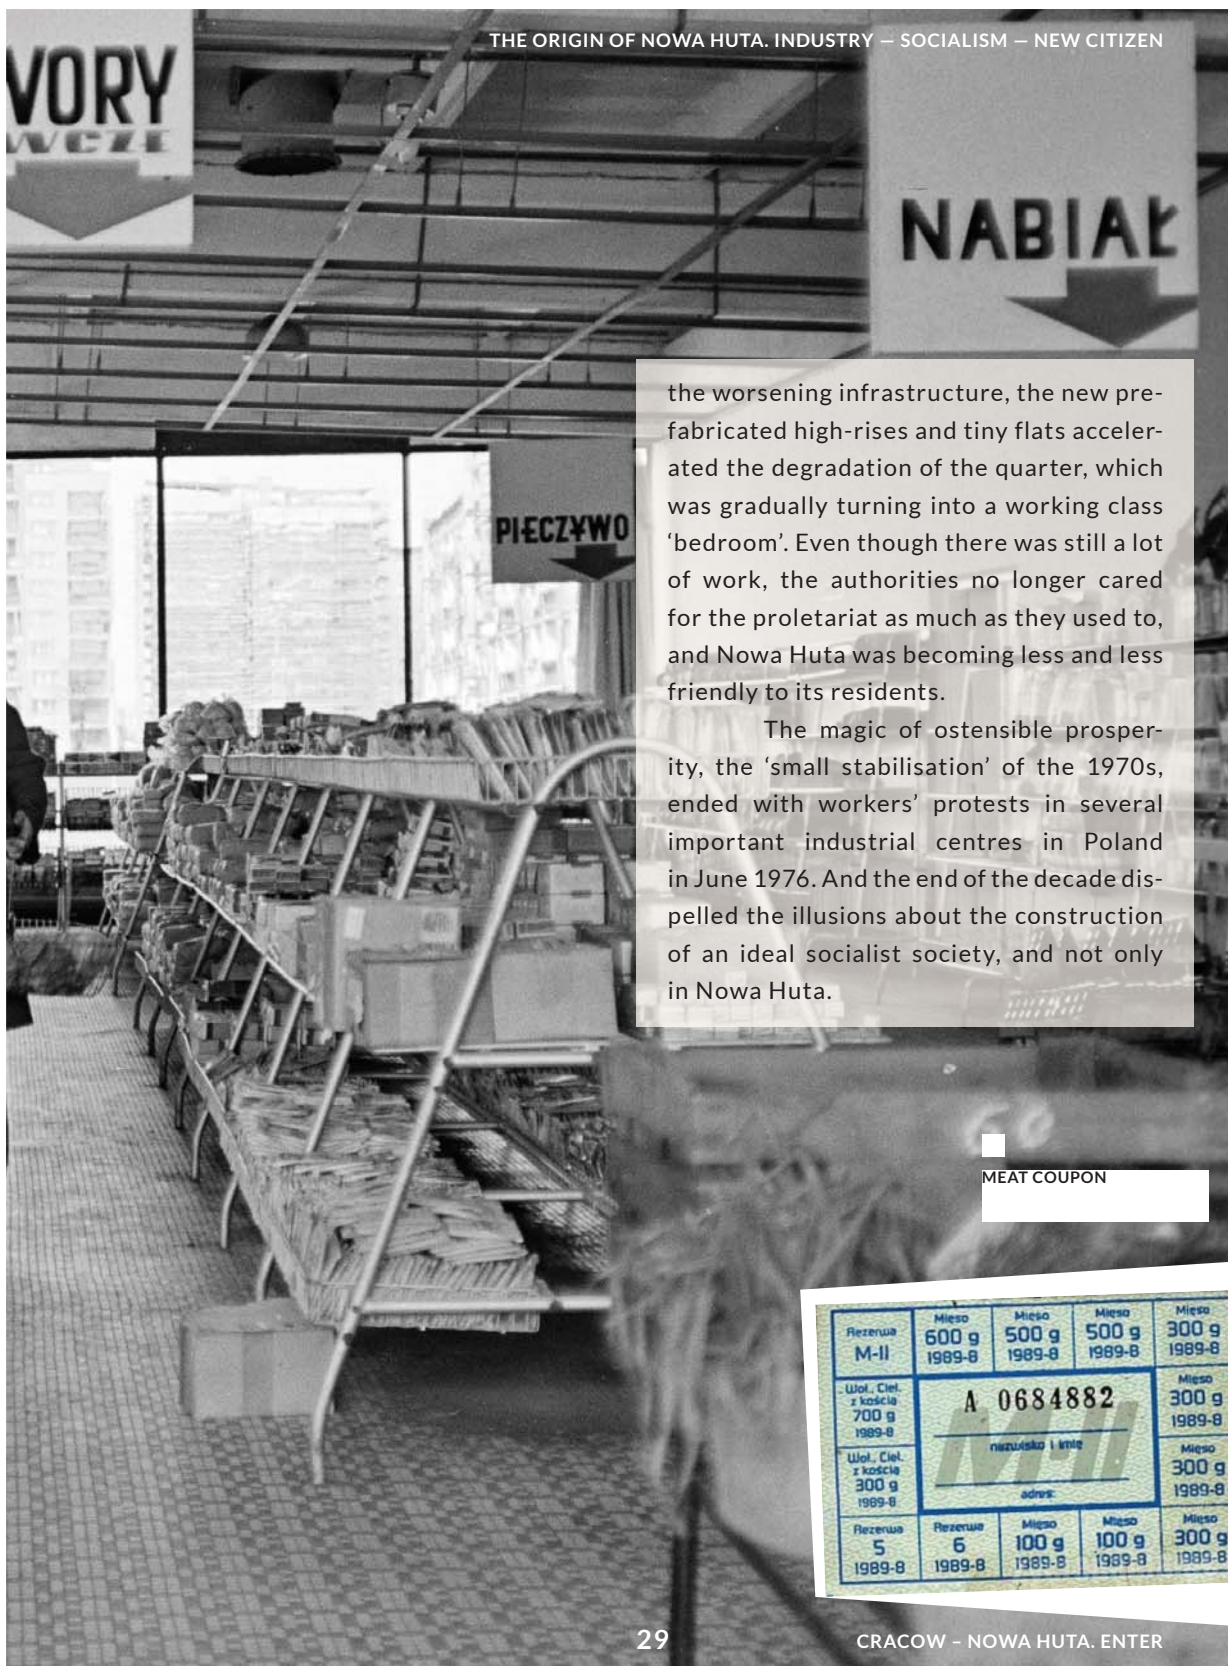 THE ORIGIN OF NOWA HUTA. INDUSTRY — SOCIALISM — NEW CITIZEN
VORY
WCZE
NABIAŁ
PIECZYWO
the worsening infrastructure, the new pre-
fabricated high-rises and tiny flats acceler-
ated the degradation of the quarter, which
was gradually turning into a working class
‘bedroom’. Even though there was still a lot
of work, the authorities no longer cared
for the proletariat as much as they used to,
and Nowa Huta was becoming less and less
friendly to its residents.
The magic of ostensible prosper-
ity, the ‘small stabilisation’ of the 1970s,
ended with workers’ protests in several
important industrial centres in Poland
in June 1976. And the end of the decade dis-
pelled the illusions about the construction
of an ideal socialist society, and not only
in Nowa Huta.
MEAT COUPON
Rezerwa
M-II
Mięso
600 g
1989-8
Mięso
500 g
1989-8
Mięso
500 g
1989-8
Mięso
300 g
1989-8
Woł., Ciel.
z kością
700 g
1989-8
A 0684882
M-II
nazwisko i imię
adres:
Mięso
300 g
1989-8
Woł., Ciel.
z kością
300 g
1989-8
Mięso
300 g
1989-8
Rezerwa
5
1989-8
Rezerwa
6
1989-8
Mięso
100 g
1989-8
Mięso
100 g
1989-8
Mięso
300 g
1989-8
29
CRACOW – NOWA HUTA. ENTER